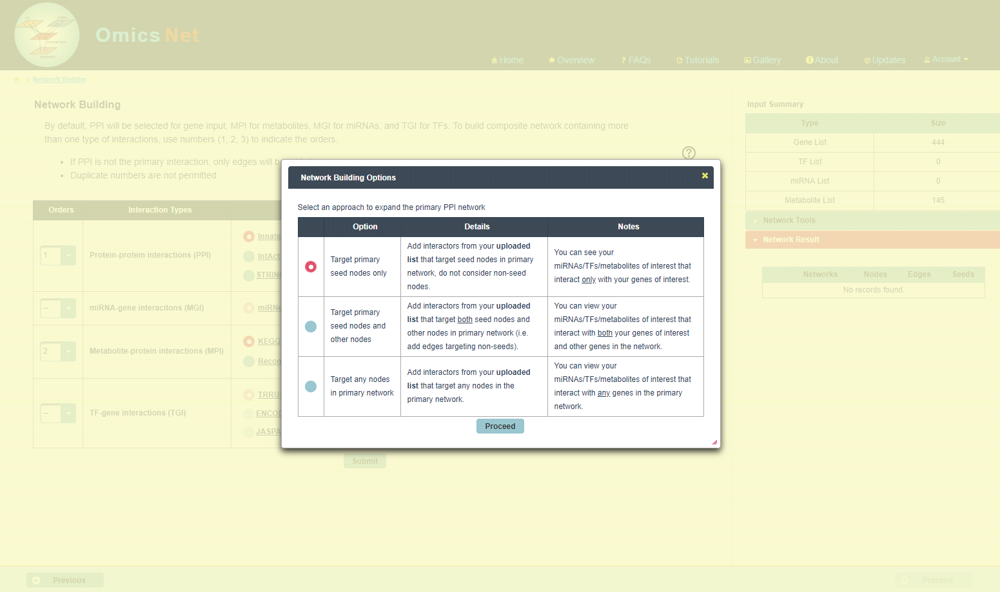 Omics Net
Home Overview ? FAQs Tutorials Gallery About Updates Account
Network Builder
Network Building
By default, PPI will be selected for gene input, MPI for metabolites, MGI for miRNAs, and TGI for TFs. To build composite network containing more
than one type of interactions, use numbers (1, 2, 3) to indicate the orders.
• If PPI is not the primary interaction, only edges will b
• Duplicate numbers are not permitted
Orders Interaction Types
1 Protein-protein interactions (PPI)
Innate
IntAct
STRING
-- miRNA-gene interacitons (MGI) miRNe
2 Metabolite-protein interactions (MPI)
KEGG
Recon
-- TF-gene interactions (TGI)
TRRUS
ENCOD
JASPA
Submit
Network Building Options
Select an approach to expand the primary PPI network
Option Details Notes
Target primary
seed nodes only
Add interactors from your uploaded
list that target seed nodes in primary
network, do not consider non-seed
nodes.
You can see your
miRNAs/TFs/metabolites of interest that
interact only with your genes of interest.
Target primary
seed nodes and
other nodes
Add interactors from your uploaded
list that target both seed nodes and
other nodes in primary network (i.e.
add edges targeting non-seeds).
You can view your
miRNAs/TFs/metabolites of interest that
interact with both your genes of interest
and other genes in the network.
Target any nodes
in primary network
Add interactors from your uploaded
list that target any nodes in the
primary network.
You can view your
miRNAs/TFs/metabolites of interest that
interact with any genes in the primary
network.
Proceed
Input Summary
Type Size
Gene List 444
TF List 0
miRNA List 0
Metabolite List 145
Network Tools
Network Result
Networks Nodes Edges Seeds
No records found.
Previous
Proceed